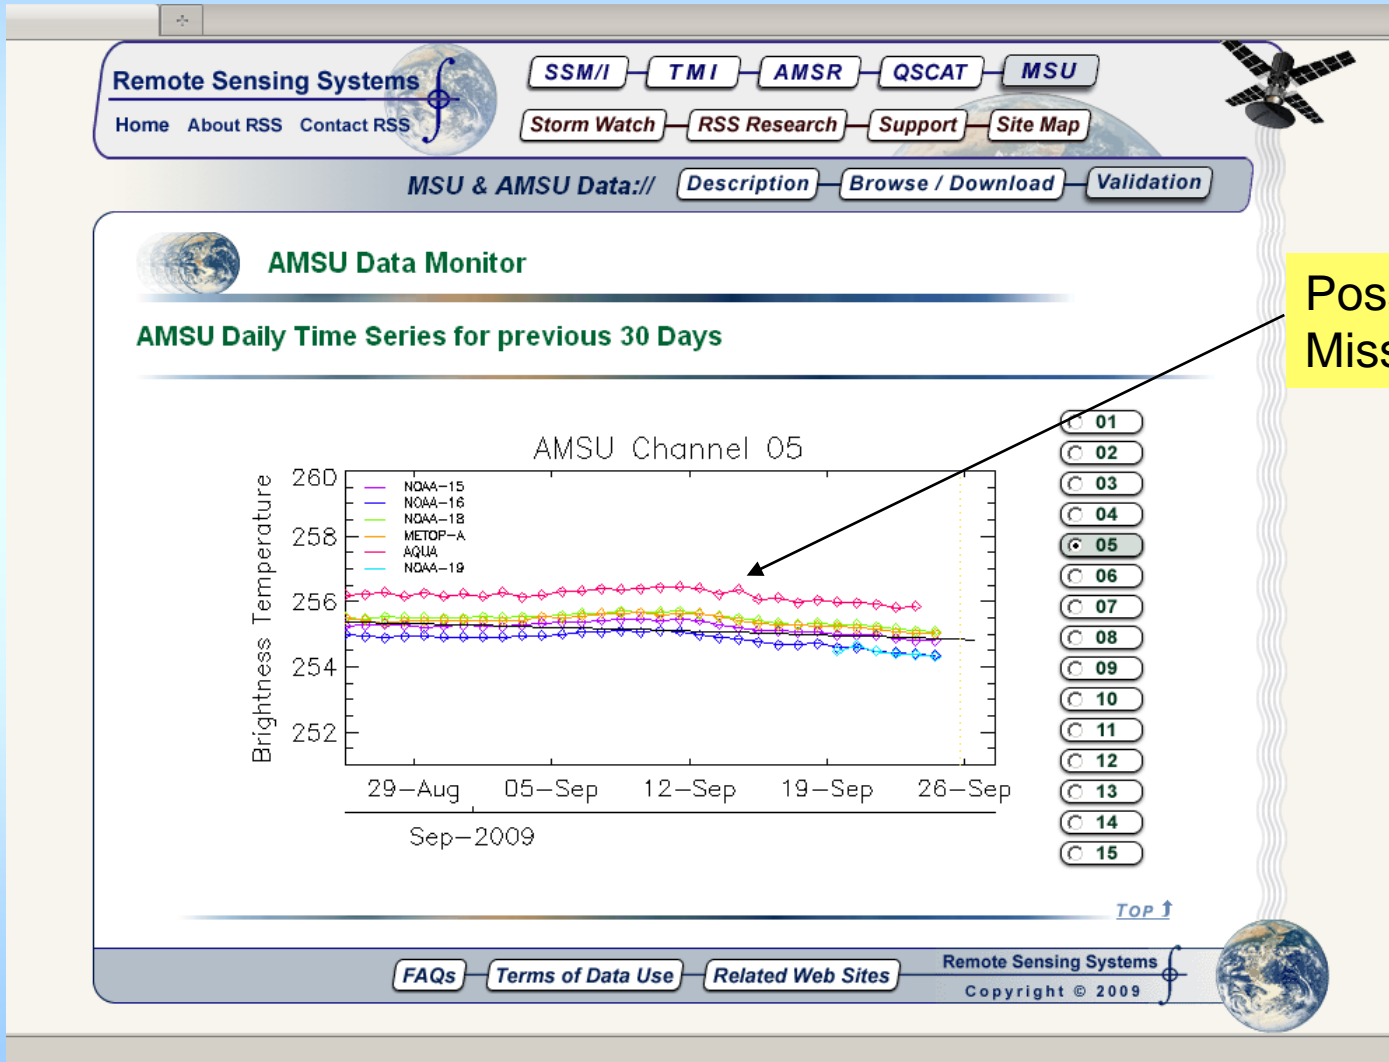 Remote Sensing Systems
Home About RSS Contact RSS
SSM/I TMI AMSR QSCAT MSU
Storm Watch RSS Research Support Site Map
MSU & AMSU Data:// Description Browse / Download Validation
AMSU Data Monitor
AMSU Daily Time Series for previous 30 Days
AMSU Channel 05
Brightness Temperature
260
258
256
254
252
NOAA-15
NOAA-16
NOAA-18
METOP-A
AQUA
NOAA-19
29-Aug 05-Sep 12-Sep 19-Sep 26-Sep
Sep-2009
01
02
03
04
05
06
07
08
09
10
11
12
13
14
15
TOP
FAQs Terms of Data Use Related Web Sites
Remote Sensing Systems
Copyright © 2009